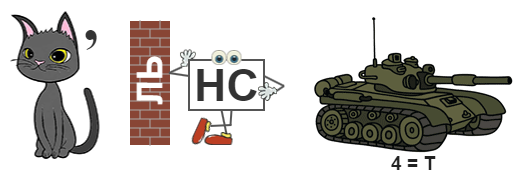 ,
ль
НС
4 = Т